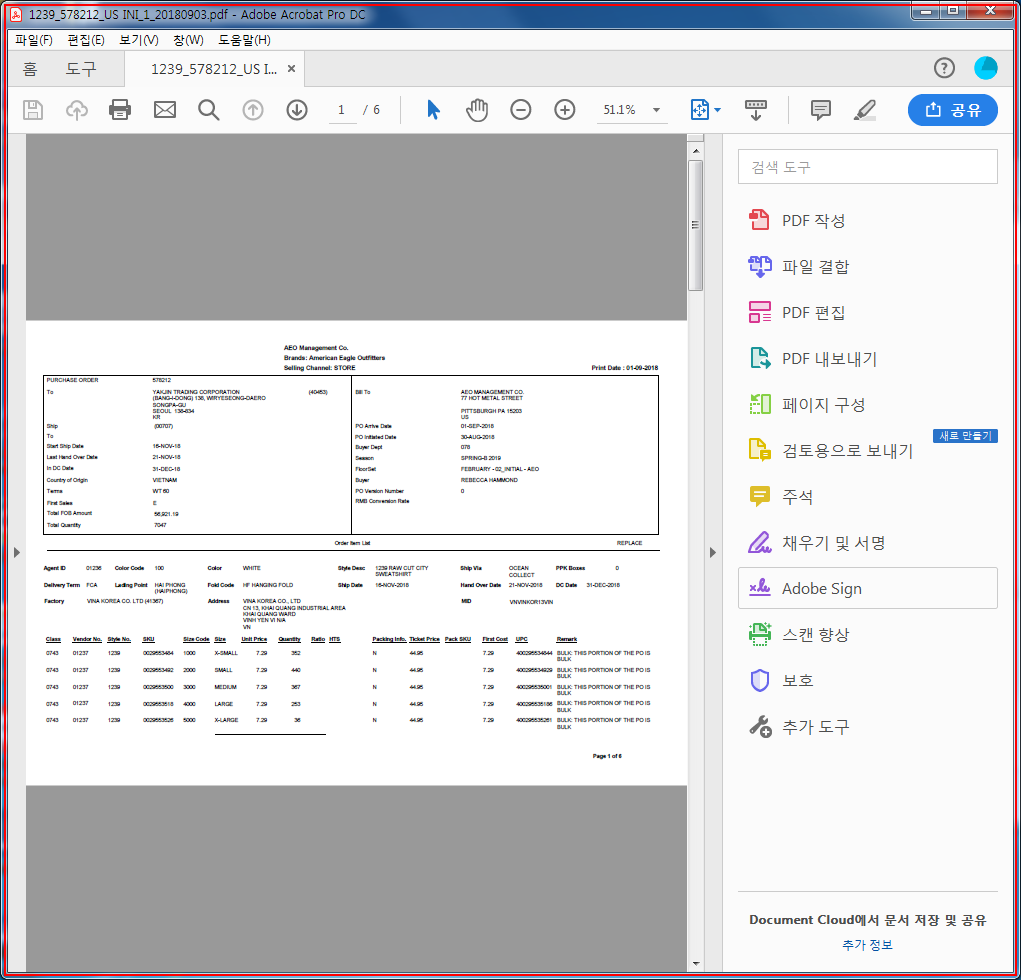 1239_578212_US INI_1_20180903.pdf - Adobe Acrobat Pro DC
파일(F) 편집(E) 보기(V) 창(W) 도움말(H)
홈 도구 1239_578212_US I... ×
1 / 6 51.1% 공유
검색 도구
PDF 작성
파일 결합
PDF 편집
PDF 내보내기
페이지 구성
새로 만들기
검토용으로 보내기
주석
채우기 및 서명
Adobe Sign
스캔 향상
보호
추가 도구
Document Cloud에서 문서 저장 및 공유
추가 정보
AEO Management Co.
Brands: American Eagle Outfitters
Selling Channel: STORE Print Date : 01-09-2018
PURCHASE ORDER 578212
To YAKJIN TRADING CORPORATION (40453)
(BANG-I-DONG) 138, WIRYESEONG-DAERO
SONGPA-GU
SEOUL 138-834
KR
Ship (00707)
To
Start Ship Date 16-NOV-18
Last Hand Over Date 21-NOV-18
In DC Date 31-DEC-18
Country of Origin VIETNAM
Terms WT 60
First Sales E
Total FOB Amount 56,921.19
Total Quantity 7047
Bill To AEO MANAGEMENT CO.
77 HOT METAL STREET
PITTSBURGH PA 15203
US
PO Arrive Date 01-SEP-2018
PO Initiated Date 30-AUG-2018
Buyer Dept 078
Season SPRING-B 2019
FloorSet FEBRUARY - 02_INITIAL - AEO
Buyer REBECCA HAMMOND
PO Version Number 0
RMB Conversion Rate
Order Item List REPLACE
Agent ID 01236 Color Code 100 Color WHITE Style Desc 1239 RAW CUT CITY SWEATSHIRT Ship Via OCEAN COLLECT PPK Boxes 0
Delivery Term FCA Lading Point HAI PHONG (HAIPHONG) Fold Code HF HANGING FOLD Ship Date 16-NOV-2018 Hand Over Date 21-NOV-2018 DC Date 31-DEC-2018
Factory VINA KOREA CO. LTD (41367) Address VINA KOREA CO., LTD MID VNVINKOR13VIN
CN 13, KHAI QUANG INDUSTRIAL AREA
KHAI QUANG WARD
VINH YEN VI N/A
VN
Class Vendor No. Style No. SKU Size Code Size Unit Price Quantity Ratio HTS Packing Info. Ticket Price Pack SKU First Cost UPC Remark
0743 01237 1239 0029553484 1000 X-SMALL 7.29 352 N 44.95 7.29 400295534844 BULK: THIS PORTION OF THE PO IS BULK
0743 01237 1239 0029553492 2000 SMALL 7.29 440 N 44.95 7.29 400295534929 BULK: THIS PORTION OF THE PO IS BULK
0743 01237 1239 0029553500 3000 MEDIUM 7.29 367 N 44.95 7.29 400295535001 BULK: THIS PORTION OF THE PO IS BULK
0743 01237 1239 0029553518 4000 LARGE 7.29 253 N 44.95 7.29 400295535186 BULK: THIS PORTION OF THE PO IS BULK
0743 01237 1239 0029553526 5000 X-LARGE 7.29 36 N 44.95 7.29 400295535261 BULK: THIS PORTION OF THE PO IS BULK
Page 1 of 6